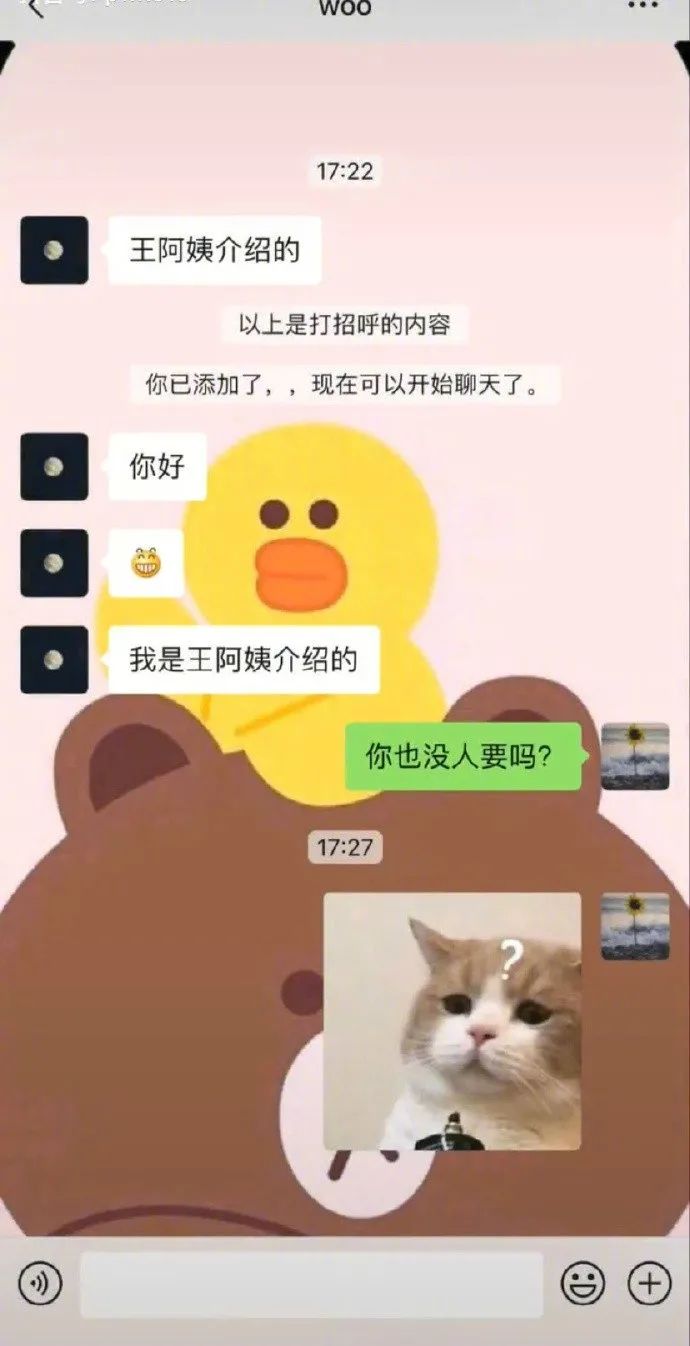 woo
17:22
王阿姨介绍的
以上是打招呼的内容
你已添加了，，现在可以开始聊天了。
你好
我是王阿姨介绍的
你也没人要吗?
17:27
?